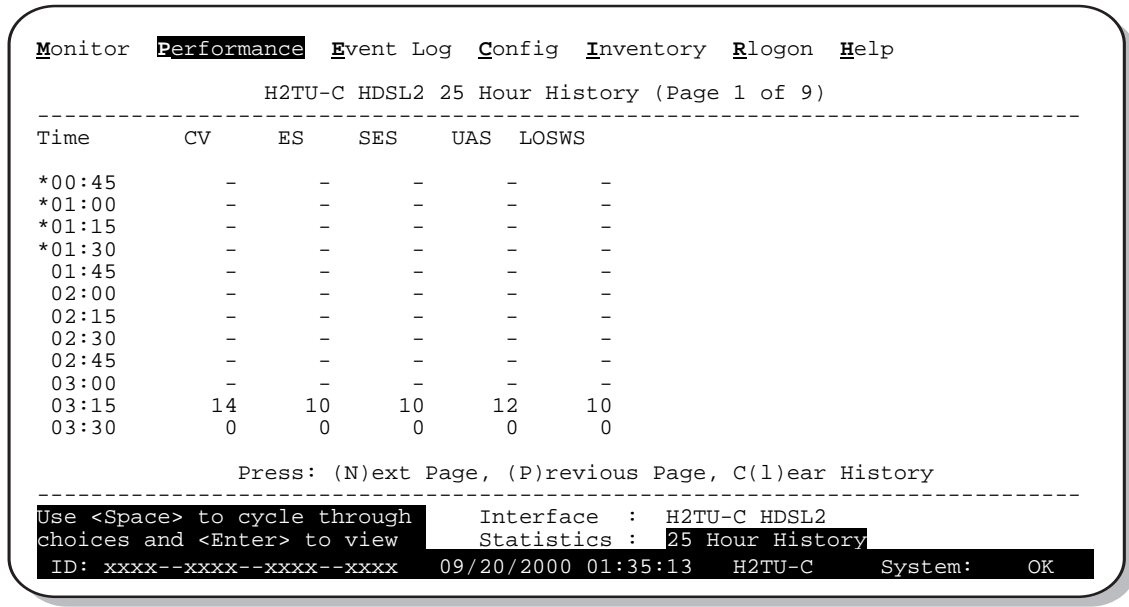 Monitor Performance Event Log Config Inventory Rlogon Help
H2TU-C HDSL2 25 Hour History (Page 1 of 9)
------------------------------------------------------------------------------
Time CV ES SES UAS LOSWS
*00:45 - - - - -
*01:00 - - - - -
*01:15 - - - - -
*01:30 - - - - -
01:45 - - - - -
02:00 - - - - -
02:15 - - - - -
02:30 - - - - -
02:45 - - - - -
03:00 - - - - -
03:15 14 10 10 12 10
03:30 0 0 0 0 0
Press: (N)ext Page, (P)revious Page, C(l)ear History
------------------------------------------------------------------------------
Use <Space> to cycle through Interface : H2TU-C HDSL2
choices and <Enter> to view Statistics : 25 Hour History
ID: xxxx--xxxx--xxxx--xxxx 09/20/2000 01:35:13 H2TU-C System: OK